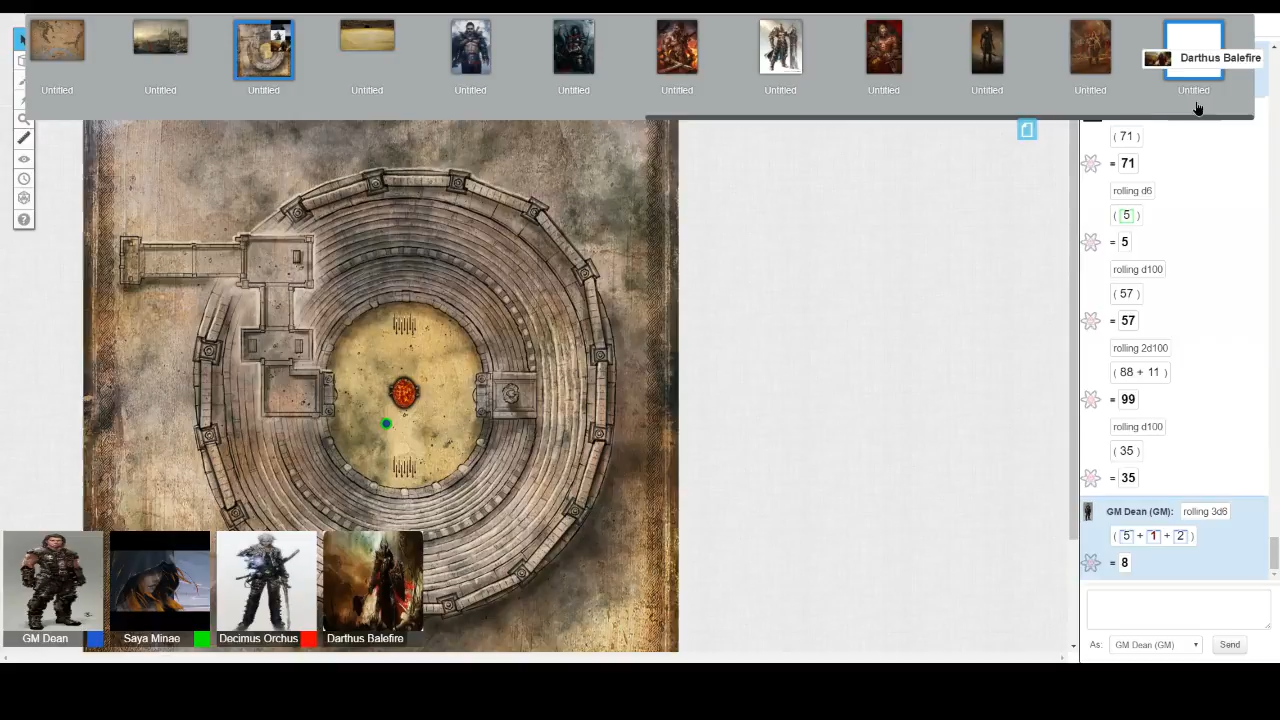 Darthus Balefire
Untitled
Untitled
Untitled
Untitled
Untitled
Untitled
Untitled
Untitled
Untitled
Untitled
Untitled
Untitled
( 71 )
= 71
rolling d6
( 5 )
= 5
rolling d100
( 57 )
= 57
rolling 2d100
( 88 + 11 )
= 99
rolling d100
( 35 )
= 35
GM Dean (GM): rolling 3d6
( 5 + 1 + 2 )
= 8
GM Dean
Saya Minae
Decimus Orchus
Darthus Balefire
As: GM Dean (GM)
Send